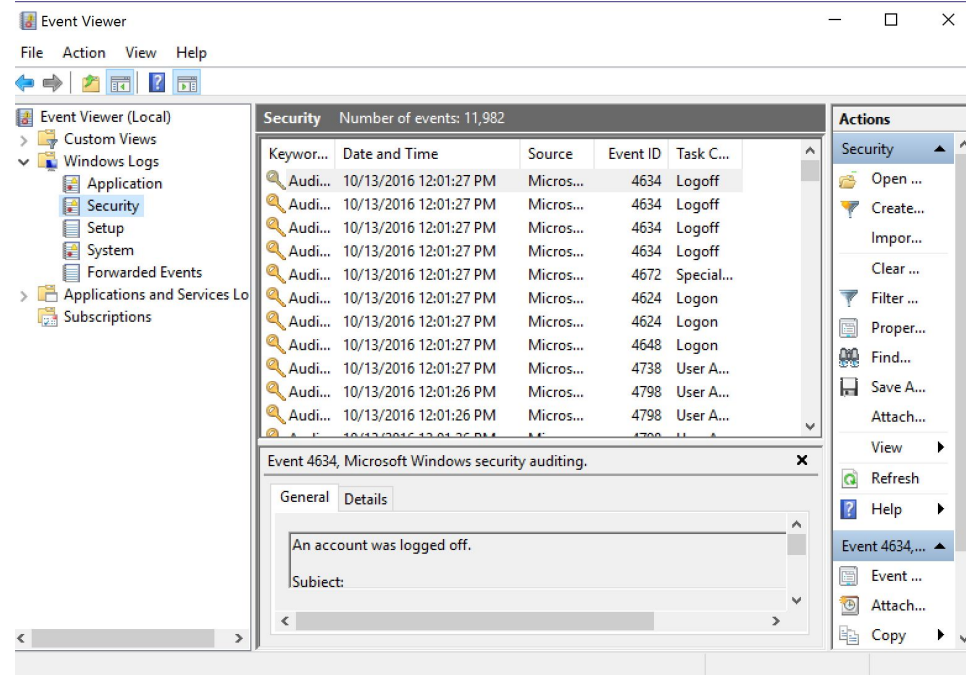 Event Viewer
File Action View Help
Event Viewer (Local)
Custom Views
Windows Logs
Application
Security
Setup
System
Forwarded Events
Applications and Services Lo
Subscriptions
Security Number of events: 11,982
Keywor... Date and Time Source Event ID Task C...
Audi... 10/13/2016 12:01:27 PM Micros... 4634 Logoff
Audi... 10/13/2016 12:01:27 PM Micros... 4634 Logoff
Audi... 10/13/2016 12:01:27 PM Micros... 4634 Logoff
Audi... 10/13/2016 12:01:27 PM Micros... 4634 Logoff
Audi... 10/13/2016 12:01:27 PM Micros... 4672 Special...
Audi... 10/13/2016 12:01:27 PM Micros... 4624 Logon
Audi... 10/13/2016 12:01:27 PM Micros... 4624 Logon
Audi... 10/13/2016 12:01:27 PM Micros... 4648 Logon
Audi... 10/13/2016 12:01:27 PM Micros... 4738 User A...
Audi... 10/13/2016 12:01:26 PM Micros... 4798 User A...
Audi... 10/13/2016 12:01:26 PM Micros... 4798 User A...
Event 4634, Microsoft Windows security auditing.
General Details
An account was logged off.
Subject:
Actions
Security
Open ...
Create...
Impor...
Clear ...
Filter ...
Proper...
Find...
Save A...
Attach...
View
Refresh
Help
Event 4634,...
Event ...
Attach...
Copy